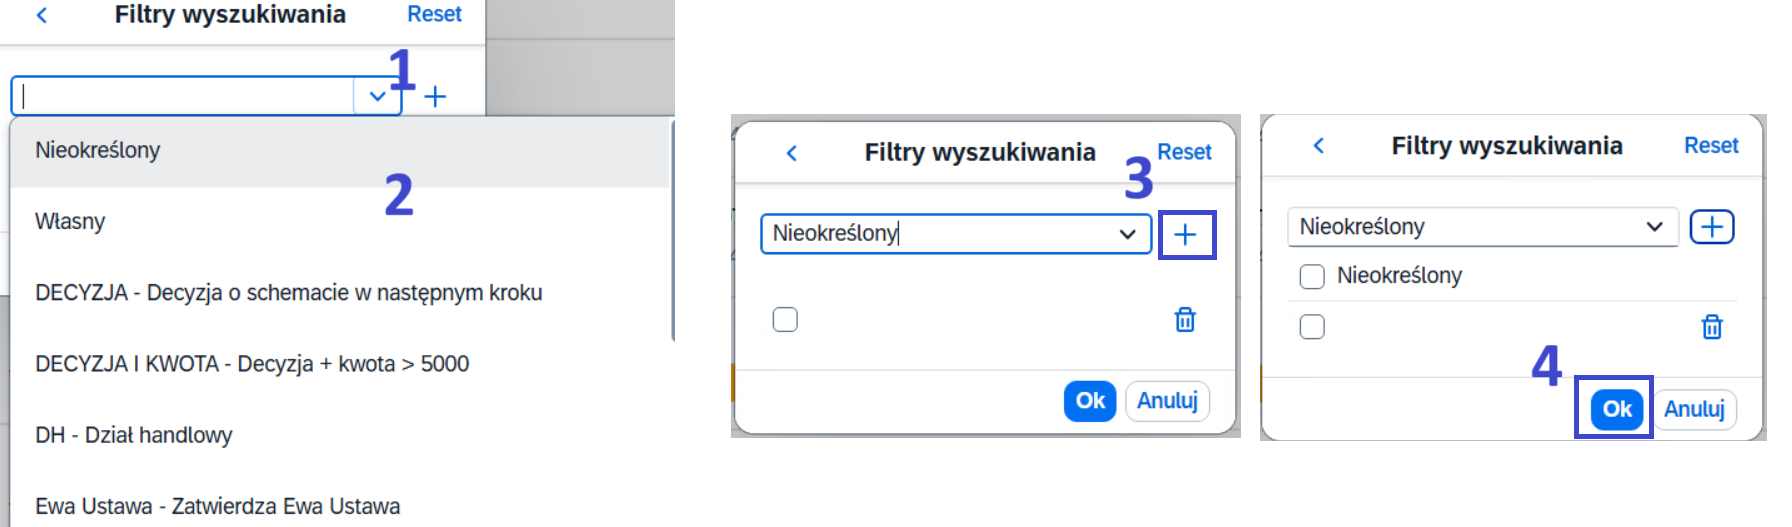 Filtry wyszukiwania
Reset
1
Nieokreślony
2
Własny
DECYZJA - Decyzja o schemacie w następnym kroku
DECYZJA I KWOTA - Decyzja + kwota > 5000
DH - Dział handlowy
Ewa Ustawa - Zatwierdza Ewa Ustawa
Filtry wyszukiwania
Reset
3
Nieokreślony
Ok
Anuluj
Filtry wyszukiwania
Reset
Nieokreślony
Nieokreślony
4
Ok
Anuluj